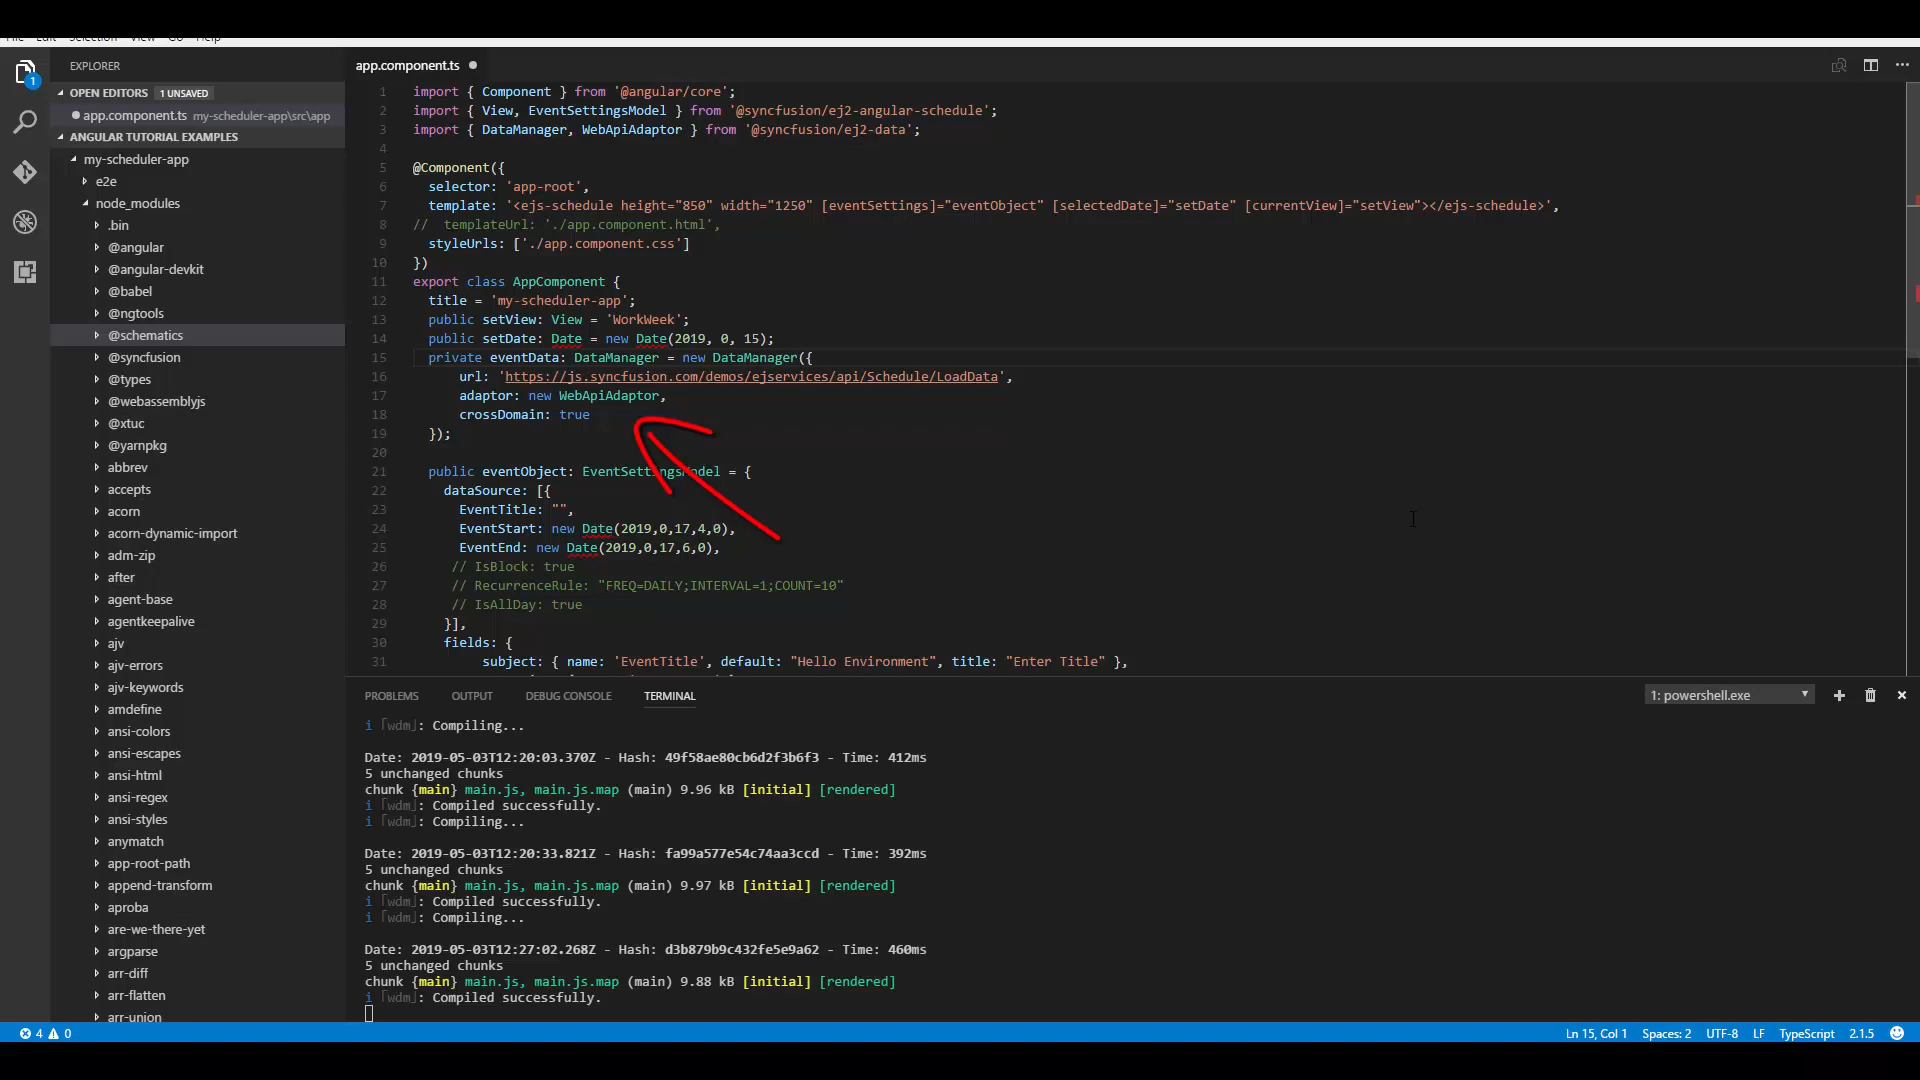 File Edit Selection View Go Help
EXPLORER
OPEN EDITORS 1 UNSAVED
app.component.ts my-scheduler-app\src\app
ANGULAR TUTORIAL EXAMPLES
my-scheduler-app
e2e
node_modules
.bin
@angular
@angular-devkit
@babel
@ngtools
@schematics
@syncfusion
@types
@webassemblyjs
@xtuc
@yarnpkg
abbrev
accepts
acorn
acorn-dynamic-import
adm-zip
after
agent-base
agentkeepalive
ajv
ajv-errors
ajv-keywords
amdefine
ansi-colors
ansi-escapes
ansi-html
ansi-regex
ansi-styles
anymatch
app-root-path
append-transform
aproba
are-we-there-yet
argparse
arr-diff
arr-flatten
arr-union
app.component.ts
1 import { Component } from '@angular/core';
2 import { View, EventSettingsModel } from '@syncfusion/ej2-angular-schedule';
3 import { DataManager, WebApiAdaptor } from '@syncfusion/ej2-data';
4
5 @Component({
6 selector: 'app-root',
7 template: '<ejs-schedule height="850" width="1250" [eventSettings]="eventObject" [selectedDate]="setDate" [currentView]="setView"></ejs-schedule>',
8 // templateUrl: './app.component.html',
9 styleUrls: ['./app.component.css']
10 })
11 export class AppComponent {
12 title = 'my-scheduler-app';
13 public setView: View = 'WorkWeek';
14 public setDate: Date = new Date(2019, 0, 15);
15 private eventData: DataManager = new DataManager({
16 url: 'https://js.syncfusion.com/demos/ejservices/api/Schedule/LoadData',
17 adaptor: new WebApiAdaptor,
18 crossDomain: true
19 });
20
21 public eventObject: EventSettingsModel = {
22 dataSource: [{
23 EventTitle: "",
24 EventStart: new Date(2019,0,17,4,0),
25 EventEnd: new Date(2019,0,17,6,0),
26 // IsBlock: true
27 // RecurrenceRule: "FREQ=DAILY;INTERVAL=1;COUNT=10"
28 // IsAllDay: true
29 }],
30 fields: {
31 subject: { name: 'EventTitle', default: "Hello Environment", title: "Enter Title" },
PROBLEMS OUTPUT DEBUG CONSOLE TERMINAL 1: powershell.exe
i ｢wdm｣: Compiling...
Date: 2019-05-03T12:20:03.370Z - Hash: 49f58ae80cb6d2f3b6f3 - Time: 412ms
5 unchanged chunks
chunk {main} main.js, main.js.map (main) 9.96 kB [initial] [rendered]
i ｢wdm｣: Compiled successfully.
i ｢wdm｣: Compiling...
Date: 2019-05-03T12:20:33.821Z - Hash: fa99a577e54c74aa3ccd - Time: 392ms
5 unchanged chunks
chunk {main} main.js, main.js.map (main) 9.97 kB [initial] [rendered]
i ｢wdm｣: Compiled successfully.
i ｢wdm｣: Compiling...
Date: 2019-05-03T12:27:02.268Z - Hash: d3b879b9c432fe5e9a62 - Time: 460ms
5 unchanged chunks
chunk {main} main.js, main.js.map (main) 9.88 kB [initial] [rendered]
i ｢wdm｣: Compiled successfully.
4 0 Ln 15, Col 1 Spaces: 2 UTF-8 LF TypeScript 2.1.5